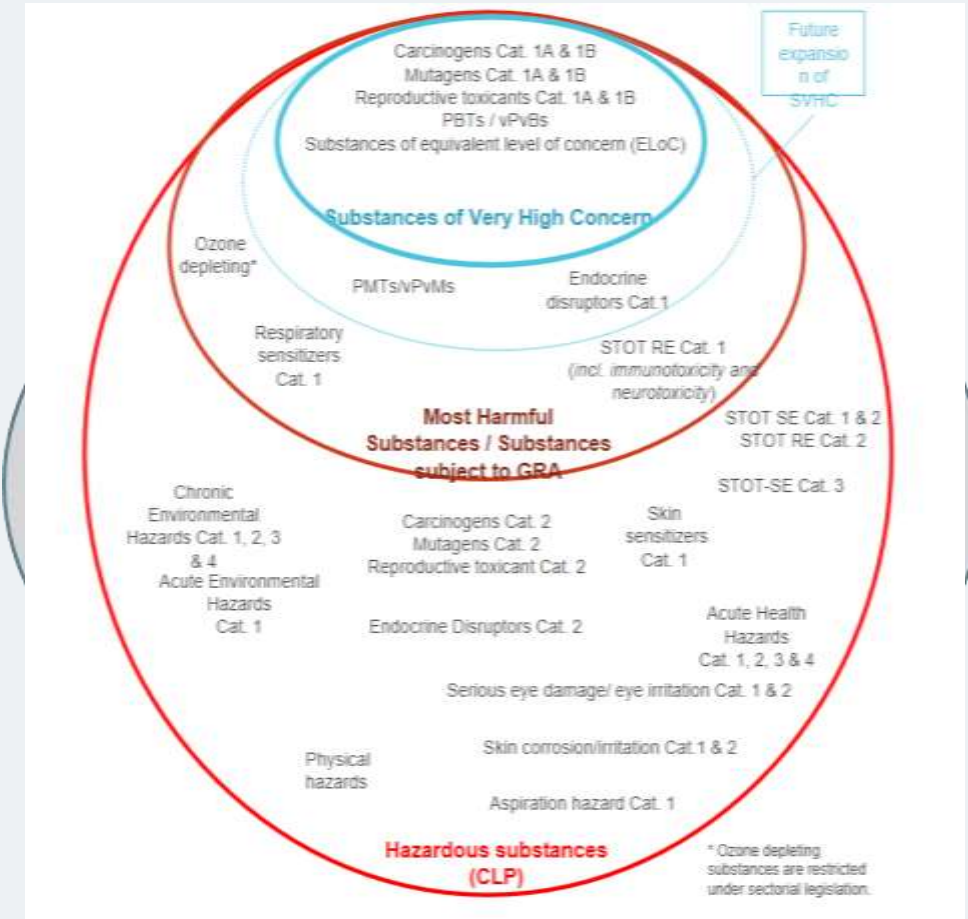 Carcinogens Cat. 1A & 1B
Mutagens Cat. 1A & 1B
Reproductive toxicants Cat. 1A & 1B
PBTs / vPvBs
Substances of equivalent level of concern (ELoC)
Future
expansio
n of
SVHC
Substances of Very High Concern
Ozone
depleting*
PMTs/vPvMs
Endocrine
disruptors Cat.1
Respiratory
sensitizers
Cat. 1
STOT RE Cat. 1
(incl. immunotoxicity and
neurotoxicity)
Most Harmful
Substances / Substances
subject to GRA
STOT SE Cat. 1 & 2
STOT RE Cat. 2
STOT-SE Cat. 3
Chronic
Environmental
Hazards Cat. 1, 2, 3
& 4
Acute Environmental
Hazards
Cat. 1
Carcinogens Cat. 2
Mutagens Cat. 2
Reproductive toxicant Cat. 2
Skin
sensitizers
Cat. 1
Endocrine Disruptors Cat. 2
Acute Health
Hazards
Cat. 1, 2, 3 & 4
Serious eye damage/ eye irritation Cat. 1 & 2
Skin corrosion/irritation Cat.1 & 2
Physical
hazards
Aspiration hazard Cat. 1
Hazardous substances
(CLP)
* Ozone depleting
substances are restricted
under sectorial legislation.